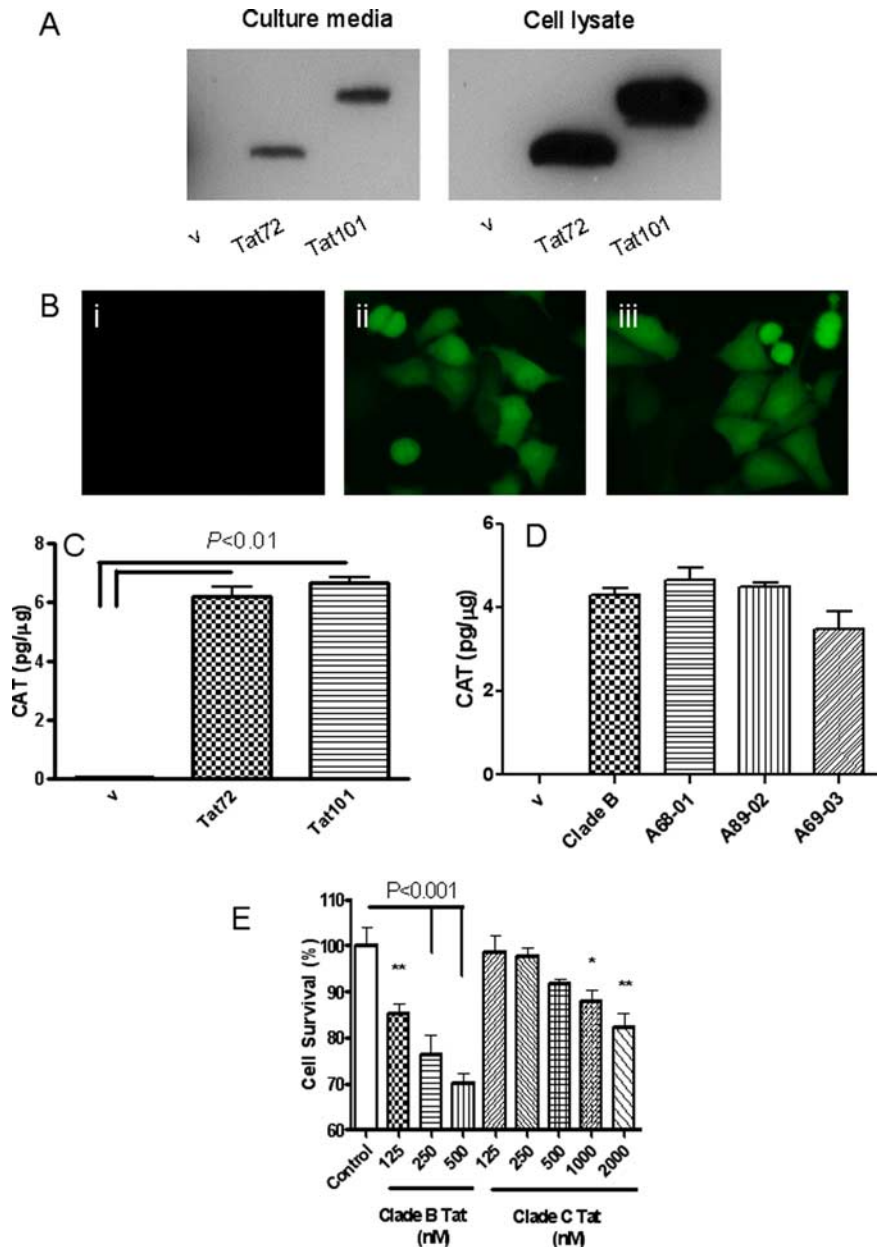 A
Culture media
Cell lysate
v Tat72 Tat101
v Tat72 Tat101
B
i
ii
iii
C
P<0.01
CAT (pg/µg)
8
6
4
2
0
v Tat72 Tat101
D
CAT (pg/µg)
6
4
2
0
v Clade B A68-01 A89-02 A69-03
E
P<0.001
Cell Survival (%)
110
100
90
80
70
60
**
*
**
Control 125 250 500 125 250 500 1000 2000
Clade B Tat
(nM)
Clade C Tat
(nM)